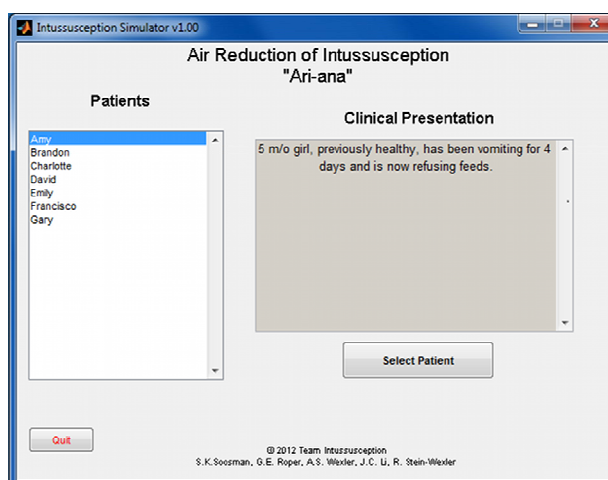 Intussusception Simulator v1.00
Air Reduction of Intussusception
"Ari-ana"
Patients
Amy
Brandon
Charlotte
David
Emily
Francisco
Gary
Clinical Presentation
5 m/o girl, previously healthy, has been vomiting for 4
days and is now refusing feeds.
Select Patient
Quit
© 2012 Team Intussusception
S.K.Soosman, G.E. Roper, A.S. Wexler, J.C. Li, R. Stein-Wexler